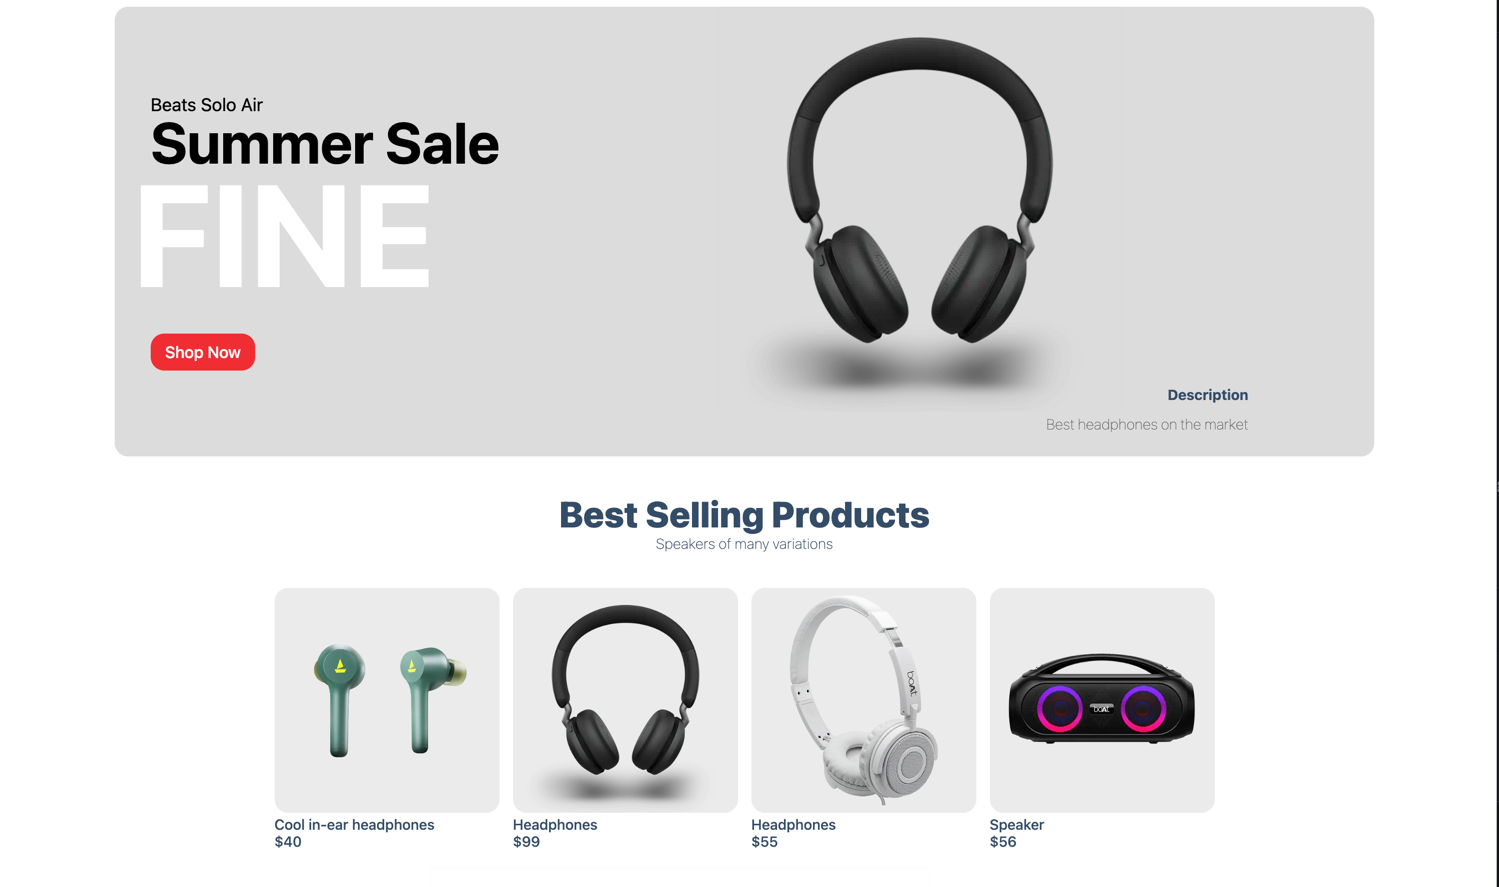 Beats Solo Air
Summer Sale
FINE
Shop Now
Description
Best headphones on the market
Best Selling Products
Speakers of many variations
boAt
boAt
Cool in-ear headphones
$40
Headphones
$99
Headphones
$55
Speaker
$56